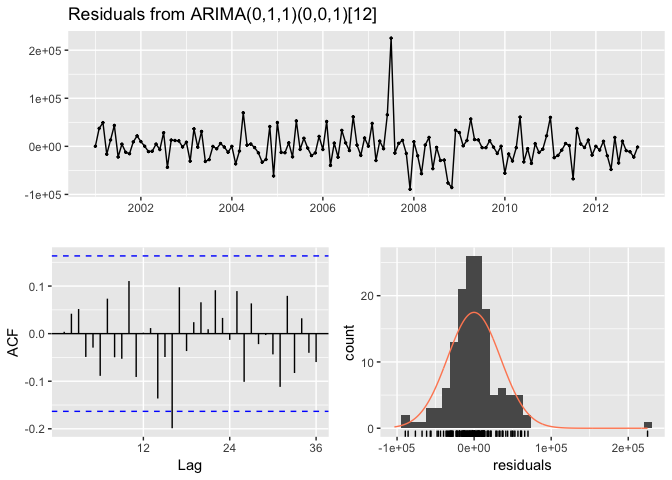 Residuals from ARIMA(0,1,1)(0,0,1)[12]
2e+05
1e+05
0e+00
-1e+05
2002 2004 2006 2008 2010 2012
ACF
0.1
0.0
-0.1
-0.2
12 24 36
Lag
count
20
10
0
-1e+05 0e+00 1e+05 2e+05
residuals